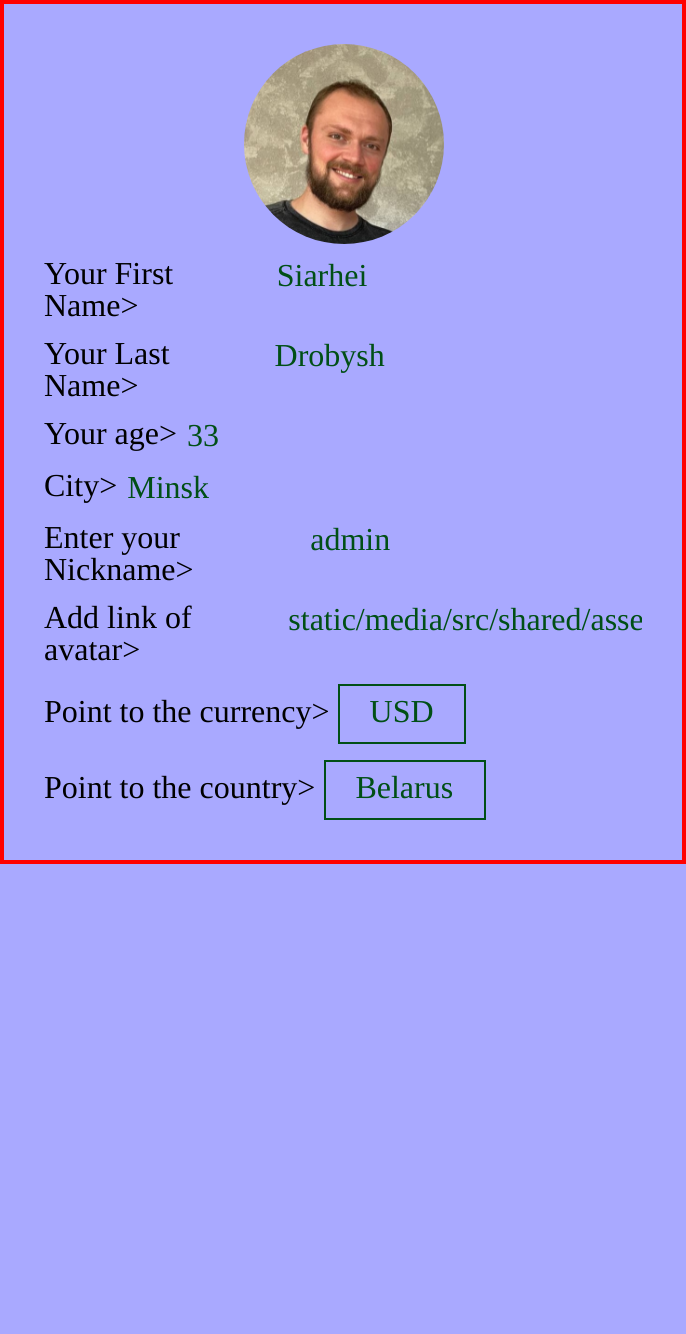 Your First Siarhei
Name>
Your Last Drobysh
Name>
Your age> 33
City> Minsk
Enter your admin
Nickname>
Add link of static/media/src/shared/asse
avatar>
Point to the currency> USD
Point to the country> Belarus